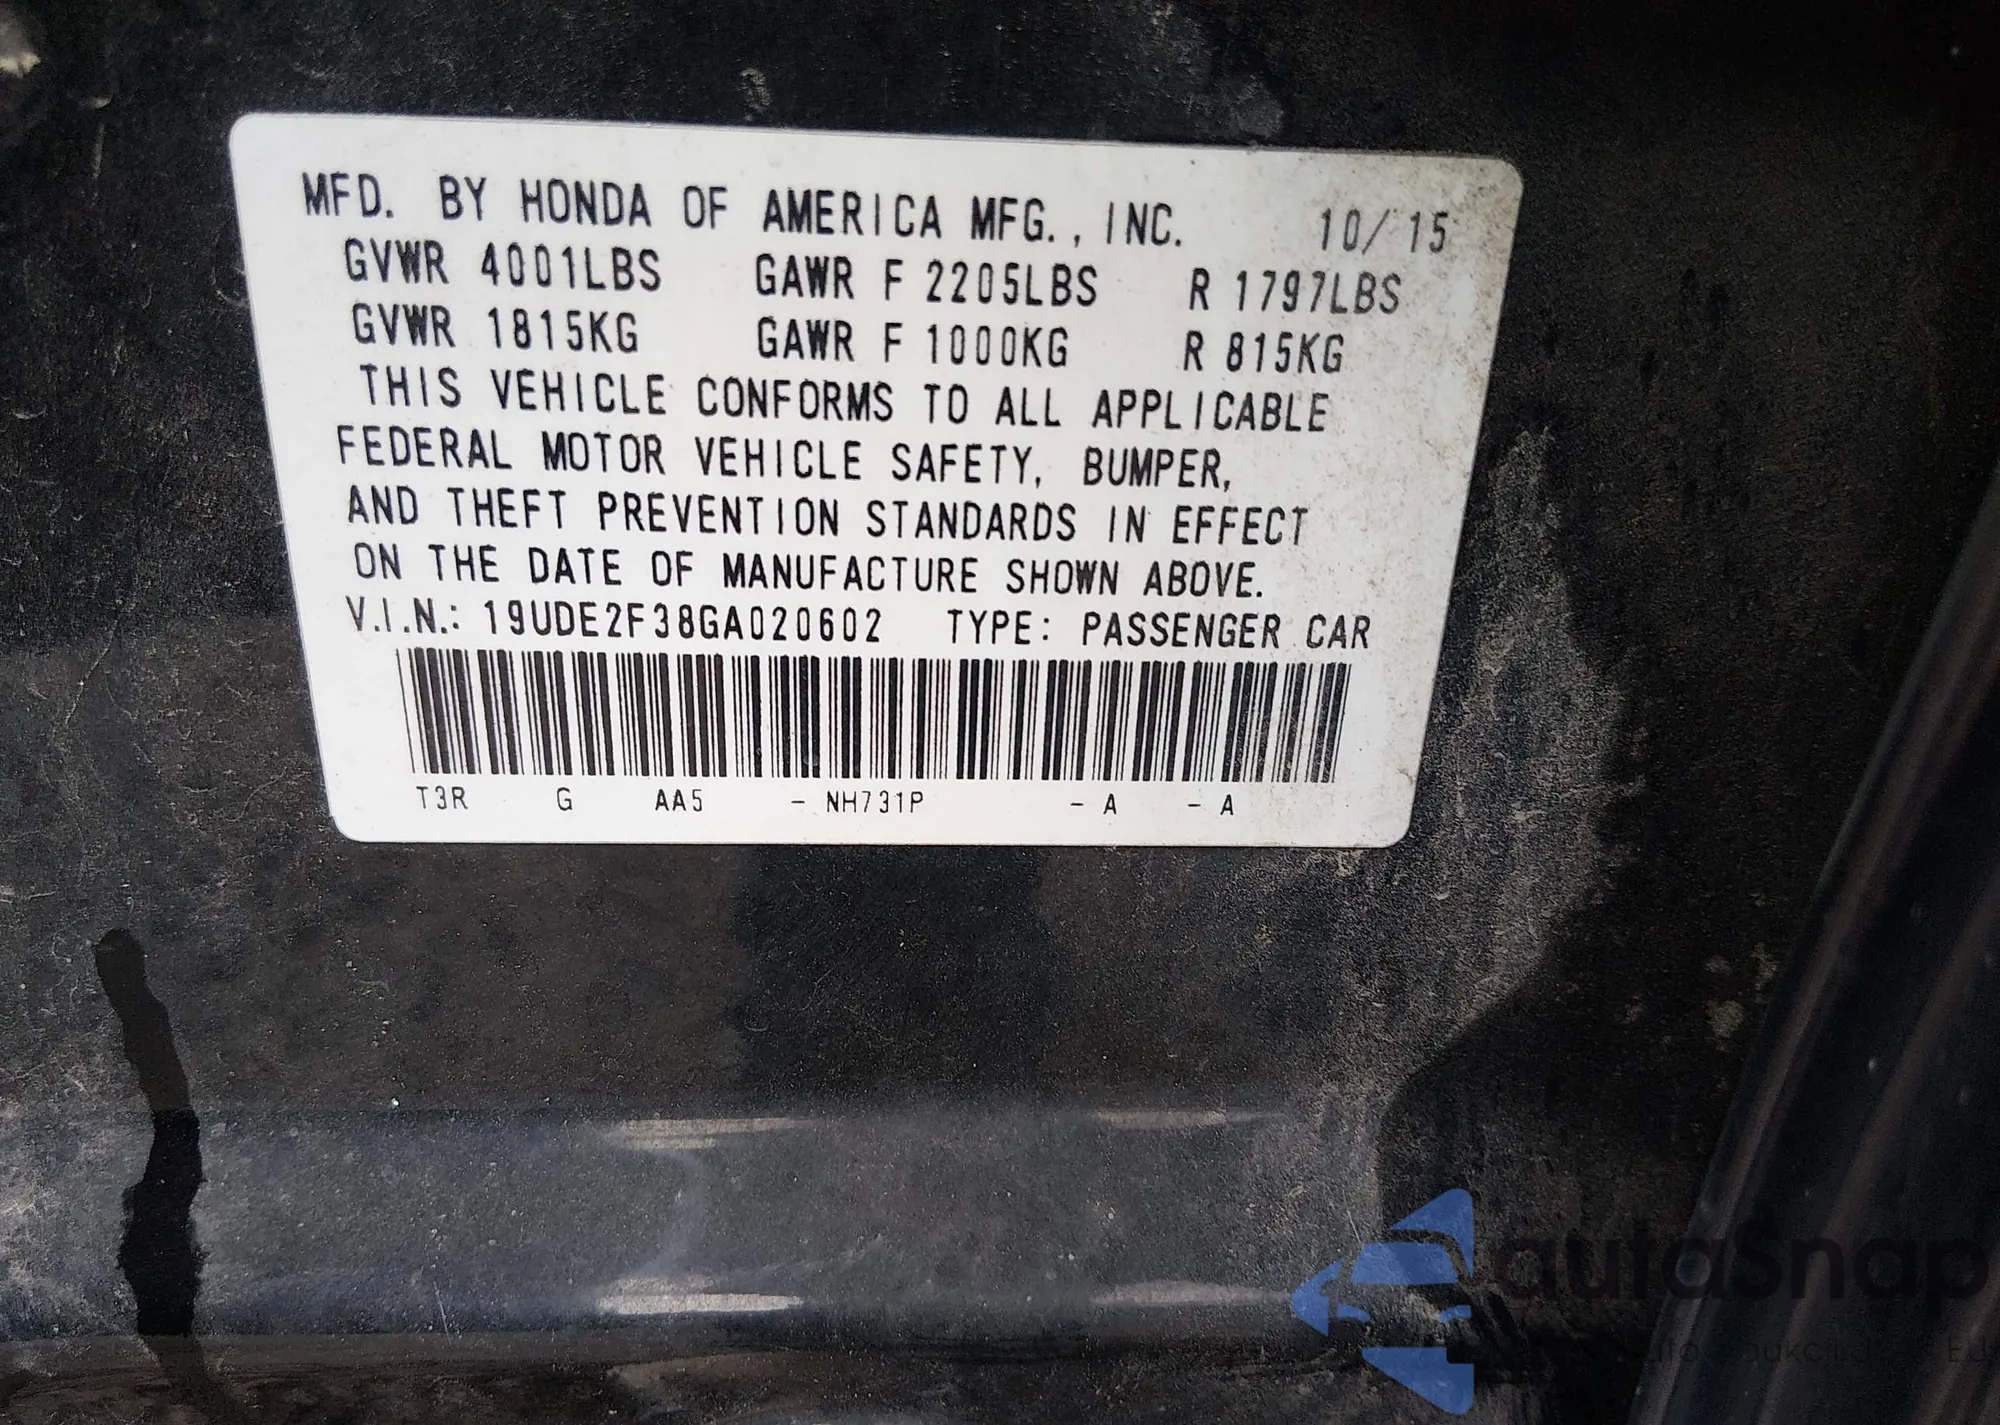 MFD. BY HONDA OF AMERICA MFG., INC. 10/15
GVWR 4001LBS GAWR F 2205LBS R 1797LBS
GVWR 1815KG GAWR F 1000KG R 815KG
THIS VEHICLE CONFORMS TO ALL APPLICABLE
FEDERAL MOTOR VEHICLE SAFETY, BUMPER,
AND THEFT PREVENTION STANDARDS IN EFFECT
ON THE DATE OF MANUFACTURE SHOWN ABOVE.
V.I.N.: 19UDE2F38GA020602 TYPE: PASSENGER CAR
T3R G AA5 - NH731P - A - A
autoSnap